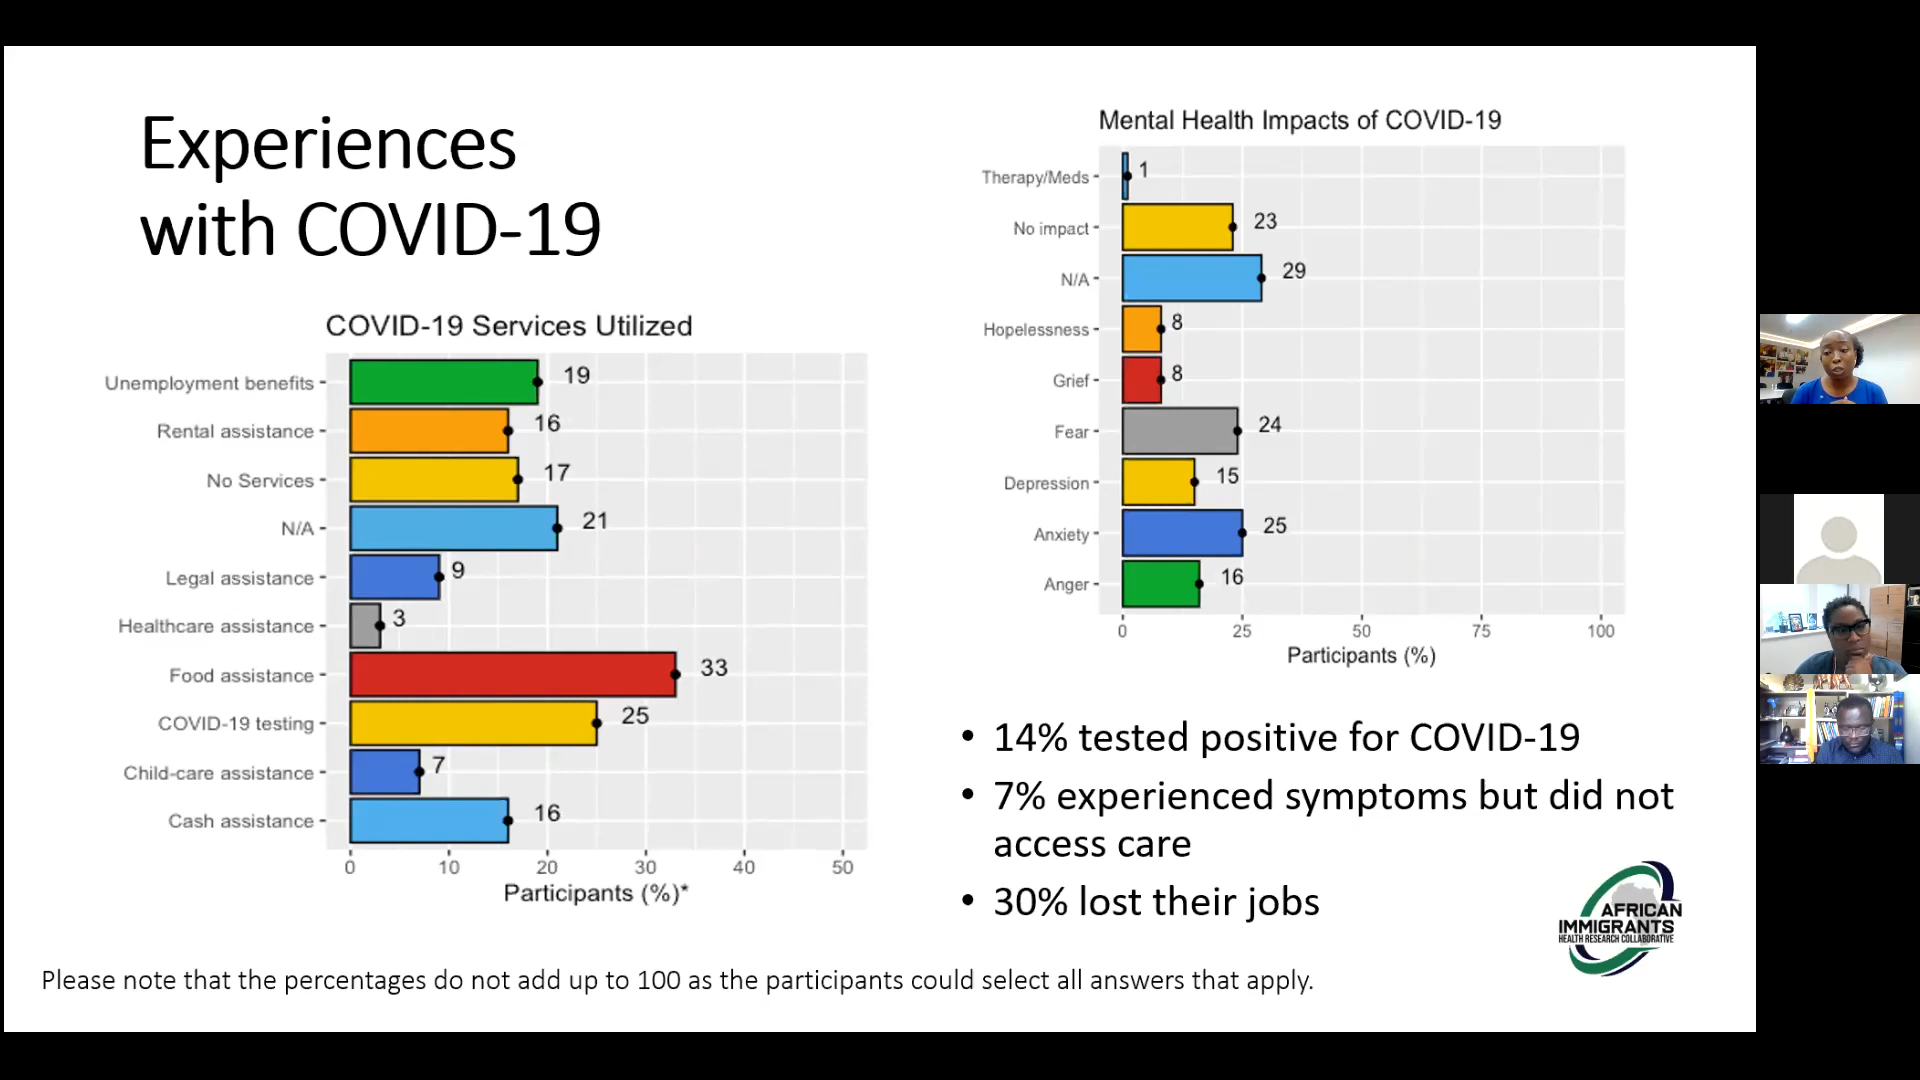 Experiences
with COVID-19
COVID-19 Services Utilized
Unemployment benefits
19
Rental assistance
16
No Services
17
N/A
21
Legal assistance
9
Healthcare assistance
3
Food assistance
33
COVID-19 testing
25
Child-care assistance
7
Cash assistance
16
0 10 20 30 40 50
Participants (%)*
Mental Health Impacts of COVID-19
Therapy/Meds
1
No impact
23
N/A
29
Hopelessness
8
Grief
8
Fear
24
Depression
15
Anxiety
25
Anger
16
0 25 50 75 100
Participants (%)
• 14% tested positive for COVID-19
• 7% experienced symptoms but did not
access care
• 30% lost their jobs
AFRICAN
IMMIGRANTS
HEALTH RESEARCH COLLABORATIVE
Please note that the percentages do not add up to 100 as the participants could select all answers that apply.